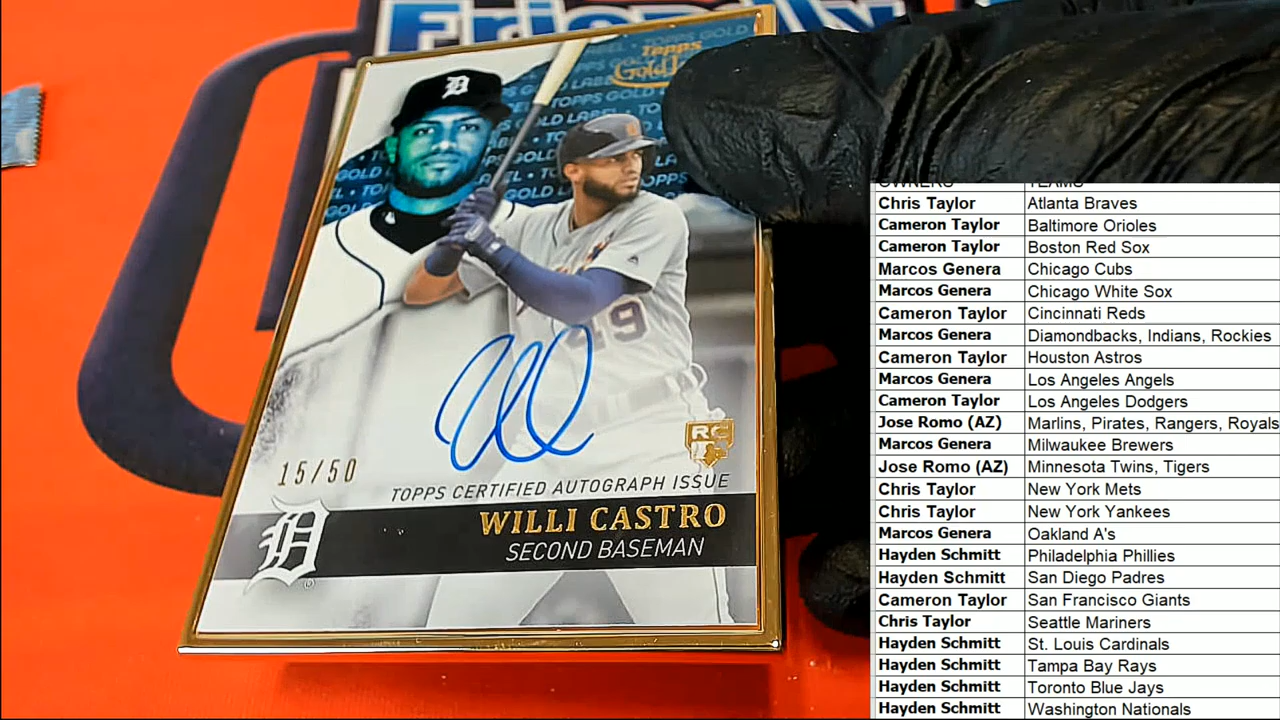 Friendly
Topps
WILLI CASTRO
SECOND BASEMAN
TOPPS CERTIFIED AUTOGRAPH ISSUE
15/50
49
RC
OWNERS TEAMS
Chris Taylor Atlanta Braves
Cameron Taylor Baltimore Orioles
Cameron Taylor Boston Red Sox
Marcos Genera Chicago Cubs
Marcos Genera Chicago White Sox
Cameron Taylor Cincinnati Reds
Marcos Genera Diamondbacks, Indians, Rockies
Cameron Taylor Houston Astros
Marcos Genera Los Angeles Angels
Cameron Taylor Los Angeles Dodgers
Jose Romo (AZ) Marlins, Pirates, Rangers, Royals
Marcos Genera Milwaukee Brewers
Jose Romo (AZ) Minnesota Twins, Tigers
Chris Taylor New York Mets
Chris Taylor New York Yankees
Marcos Genera Oakland A's
Hayden Schmitt Philadelphia Phillies
Hayden Schmitt San Diego Padres
Cameron Taylor San Francisco Giants
Chris Taylor Seattle Mariners
Hayden Schmitt St. Louis Cardinals
Hayden Schmitt Tampa Bay Rays
Hayden Schmitt Toronto Blue Jays
Hayden Schmitt Washington Nationals